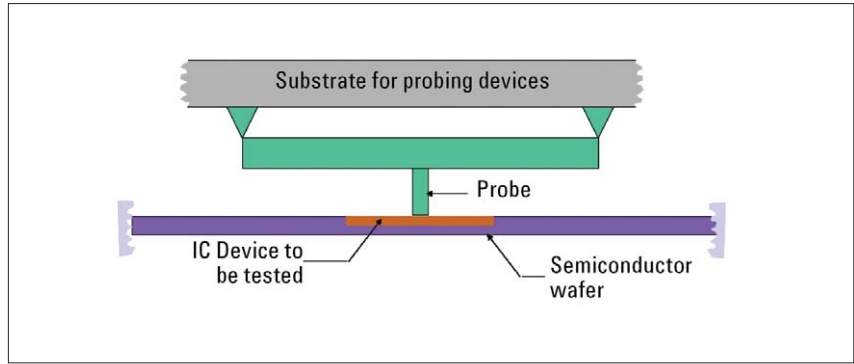 Substrate for probing devices
Probe
IC Device to
be tested
Semiconductor
wafer